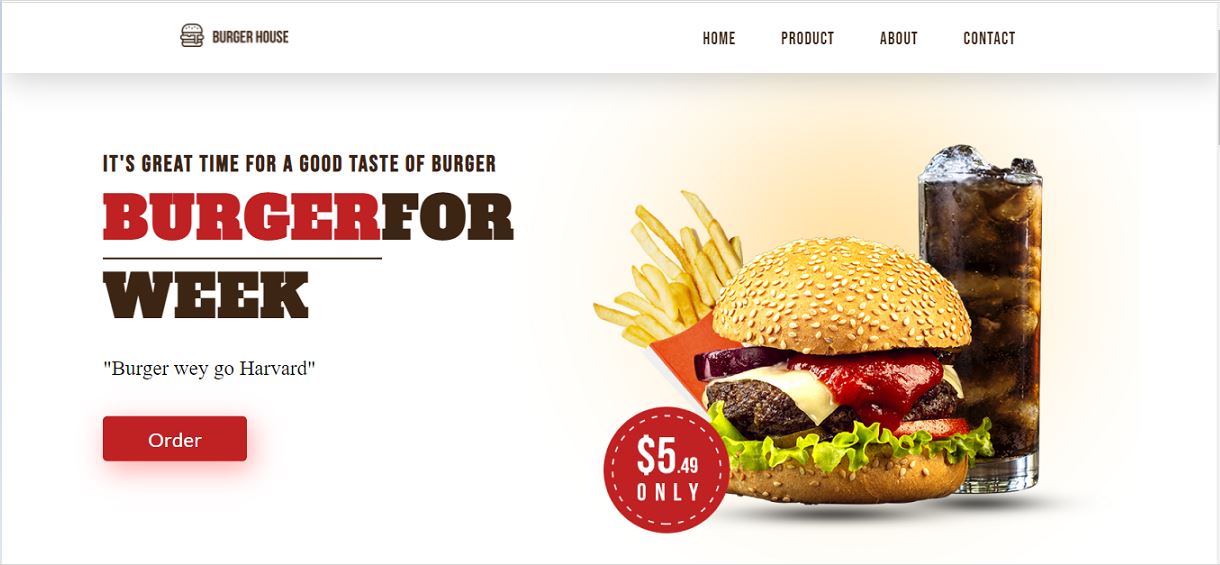 BURGER HOUSE
HOME PRODUCT ABOUT CONTACT
IT'S GREAT TIME FOR A GOOD TASTE OF BURGER
BURGERFOR
WEEK
"Burger wey go Harvard"
Order
$5.49
ONLY